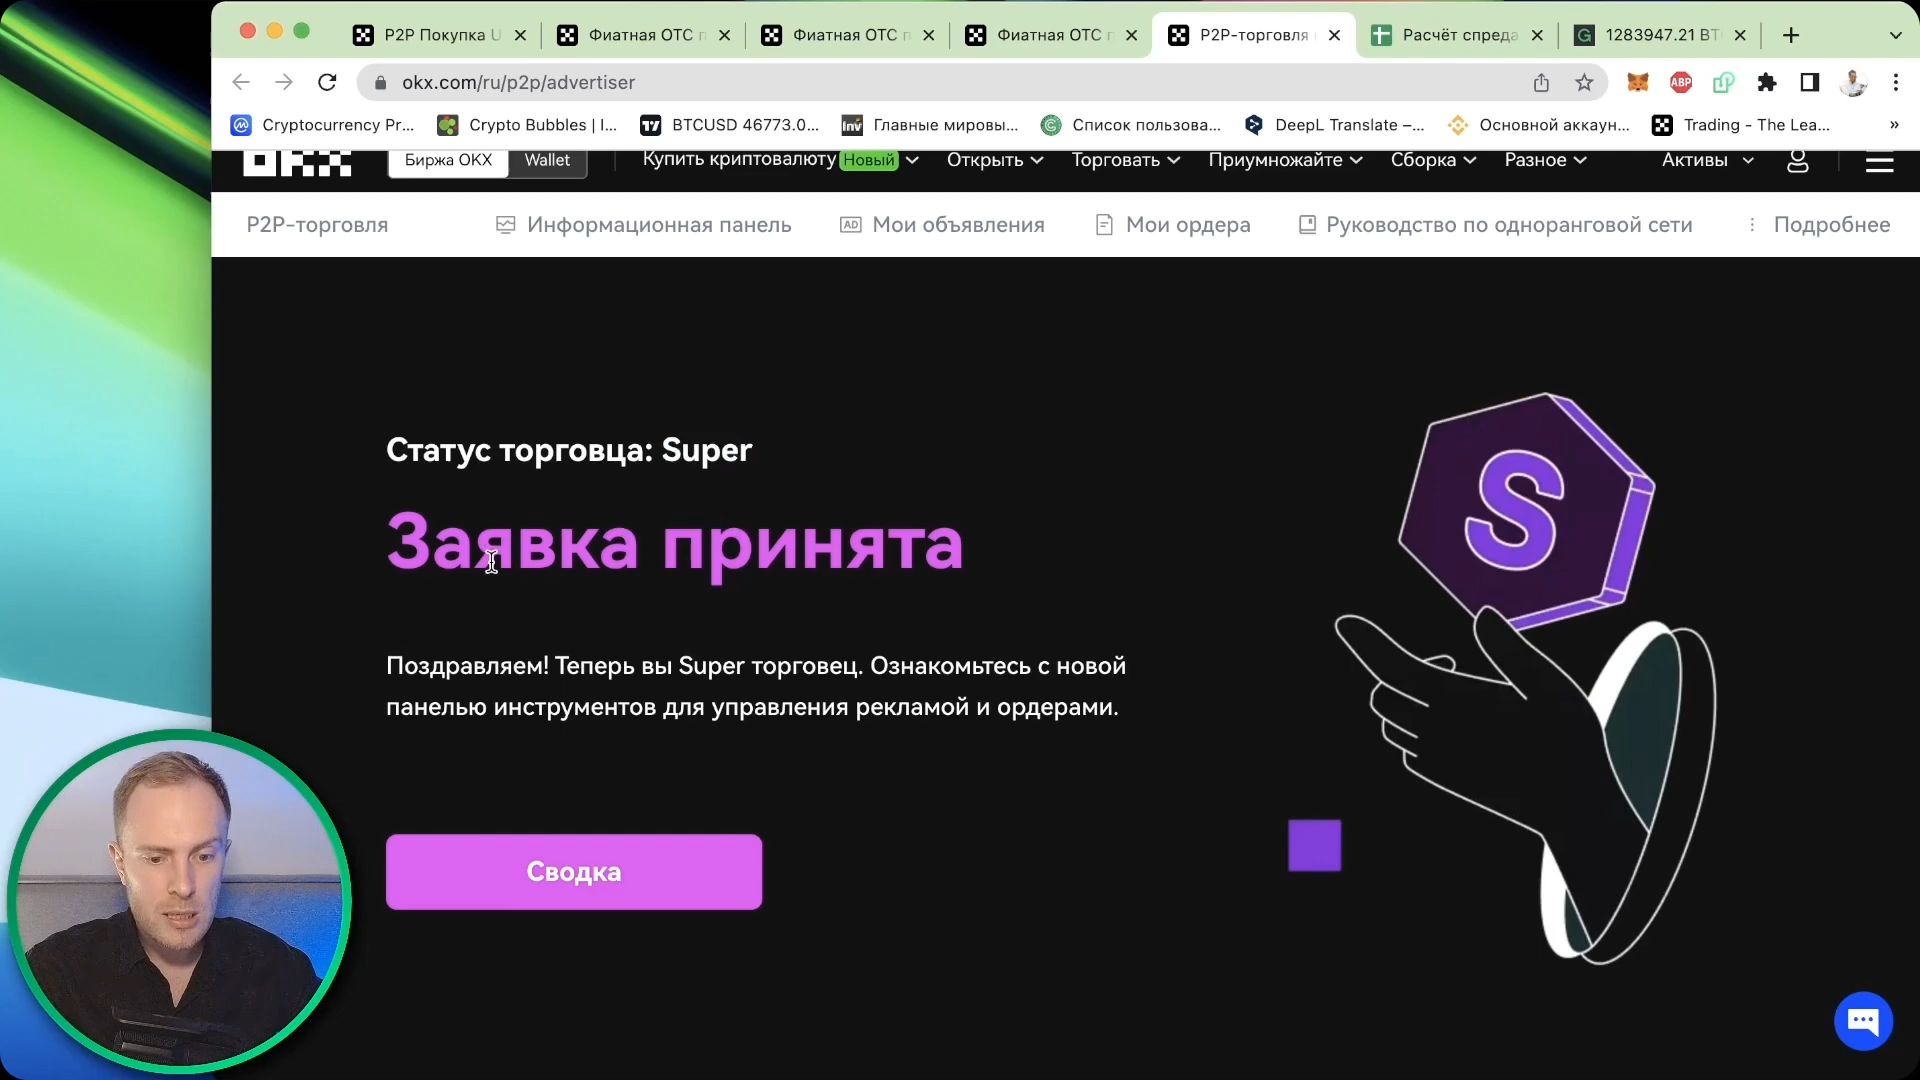 P2P Покупка U
Фиатная OTC п
Фиатная OTC п
Фиатная OTC п
P2P-торговля
Расчёт спреда
1283947.21 BT
okx.com/ru/p2p/advertiser
ABP
Cryptocurrency Pr...
Crypto Bubbles | I...
BTCUSD 46773.0...
Inv
Главные мировы...
Список пользова...
DeepL Translate –...
Основной аккаун...
Trading - The Lea...
»
OKX
Биржа OKX
Wallet
Купить криптовалюту
Новый
Открыть
Торговать
Приумножайте
Сборка
Разное
Активы
P2P-торговля
Информационная панель
AD
Мои объявления
Мои ордера
Руководство по одноранговой сети
Подробнее
Статус торговца: Super
Заявка принята
S
Поздравляем! Теперь вы Super торговец. Ознакомьтесь с новой
панелью инструментов для управления рекламой и ордерами.
Сводка